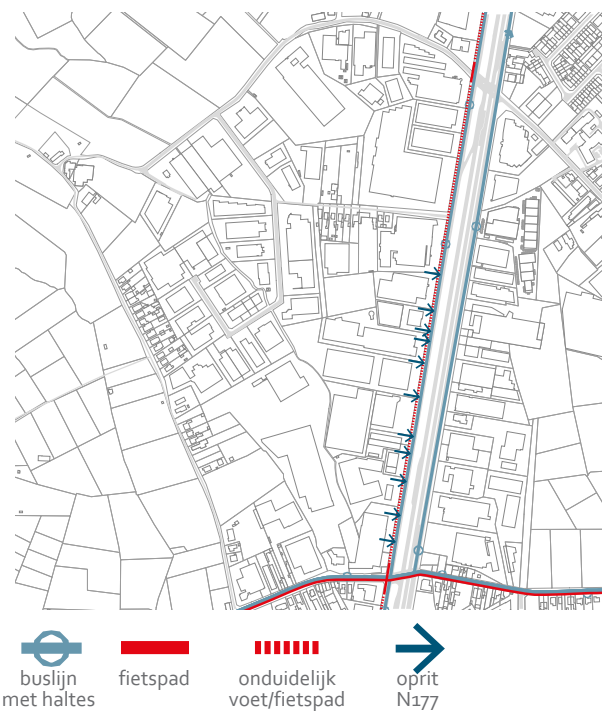 buslijn
met haltes
fietspad
onduidelijk
voet/fietspad
oprit
N177